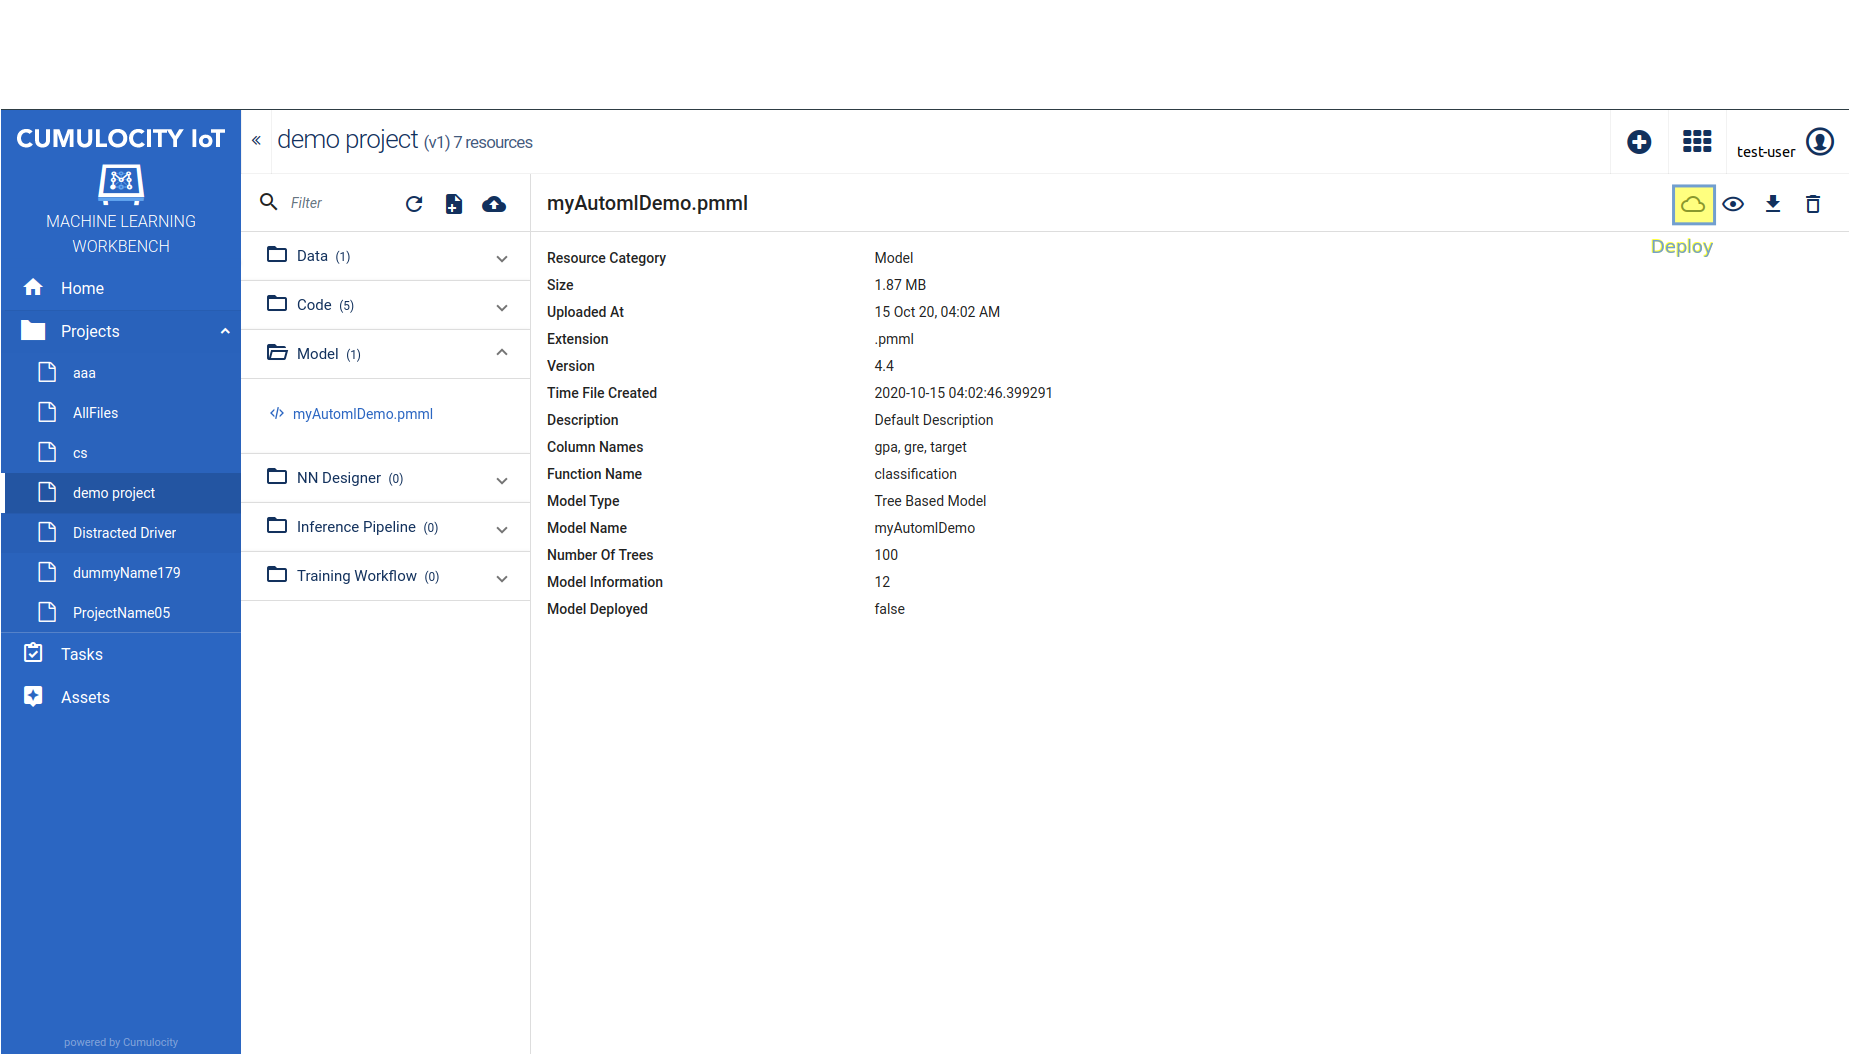 CUMULOCITY IoT
MACHINE LEARNING
WORKBENCH
Home
Projects
aaa
AllFiles
cs
demo project
Distracted Driver
dummyName179
ProjectName05
Tasks
Assets
powered by Cumulocity
« demo project (v1) 7 resources
test-user
Filter
Data (1)
Code (5)
Model (1)
</> myAutomlDemo.pmml
NN Designer (0)
Inference Pipeline (0)
Training Workflow (0)
myAutomlDemo.pmml
Deploy
Resource Category Model
Size 1.87 MB
Uploaded At 15 Oct 20, 04:02 AM
Extension .pmml
Version 4.4
Time File Created 2020-10-15 04:02:46.399291
Description Default Description
Column Names gpa, gre, target
Function Name classification
Model Type Tree Based Model
Model Name myAutomlDemo
Number Of Trees 100
Model Information 12
Model Deployed false